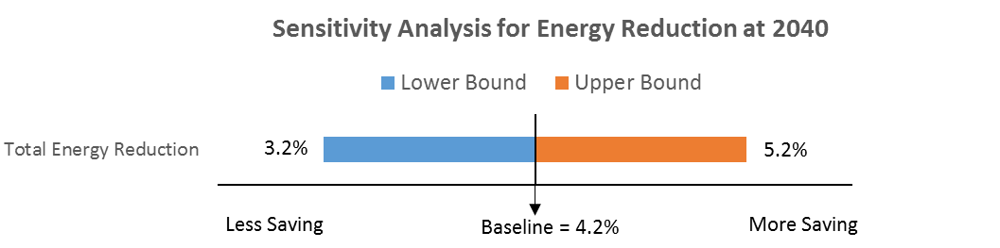 Sensitivity Analysis for Energy Reduction at 2040
Lower Bound Upper Bound
Total Energy Reduction 3.2% 5.2%
Less Saving Baseline = 4.2% More Saving